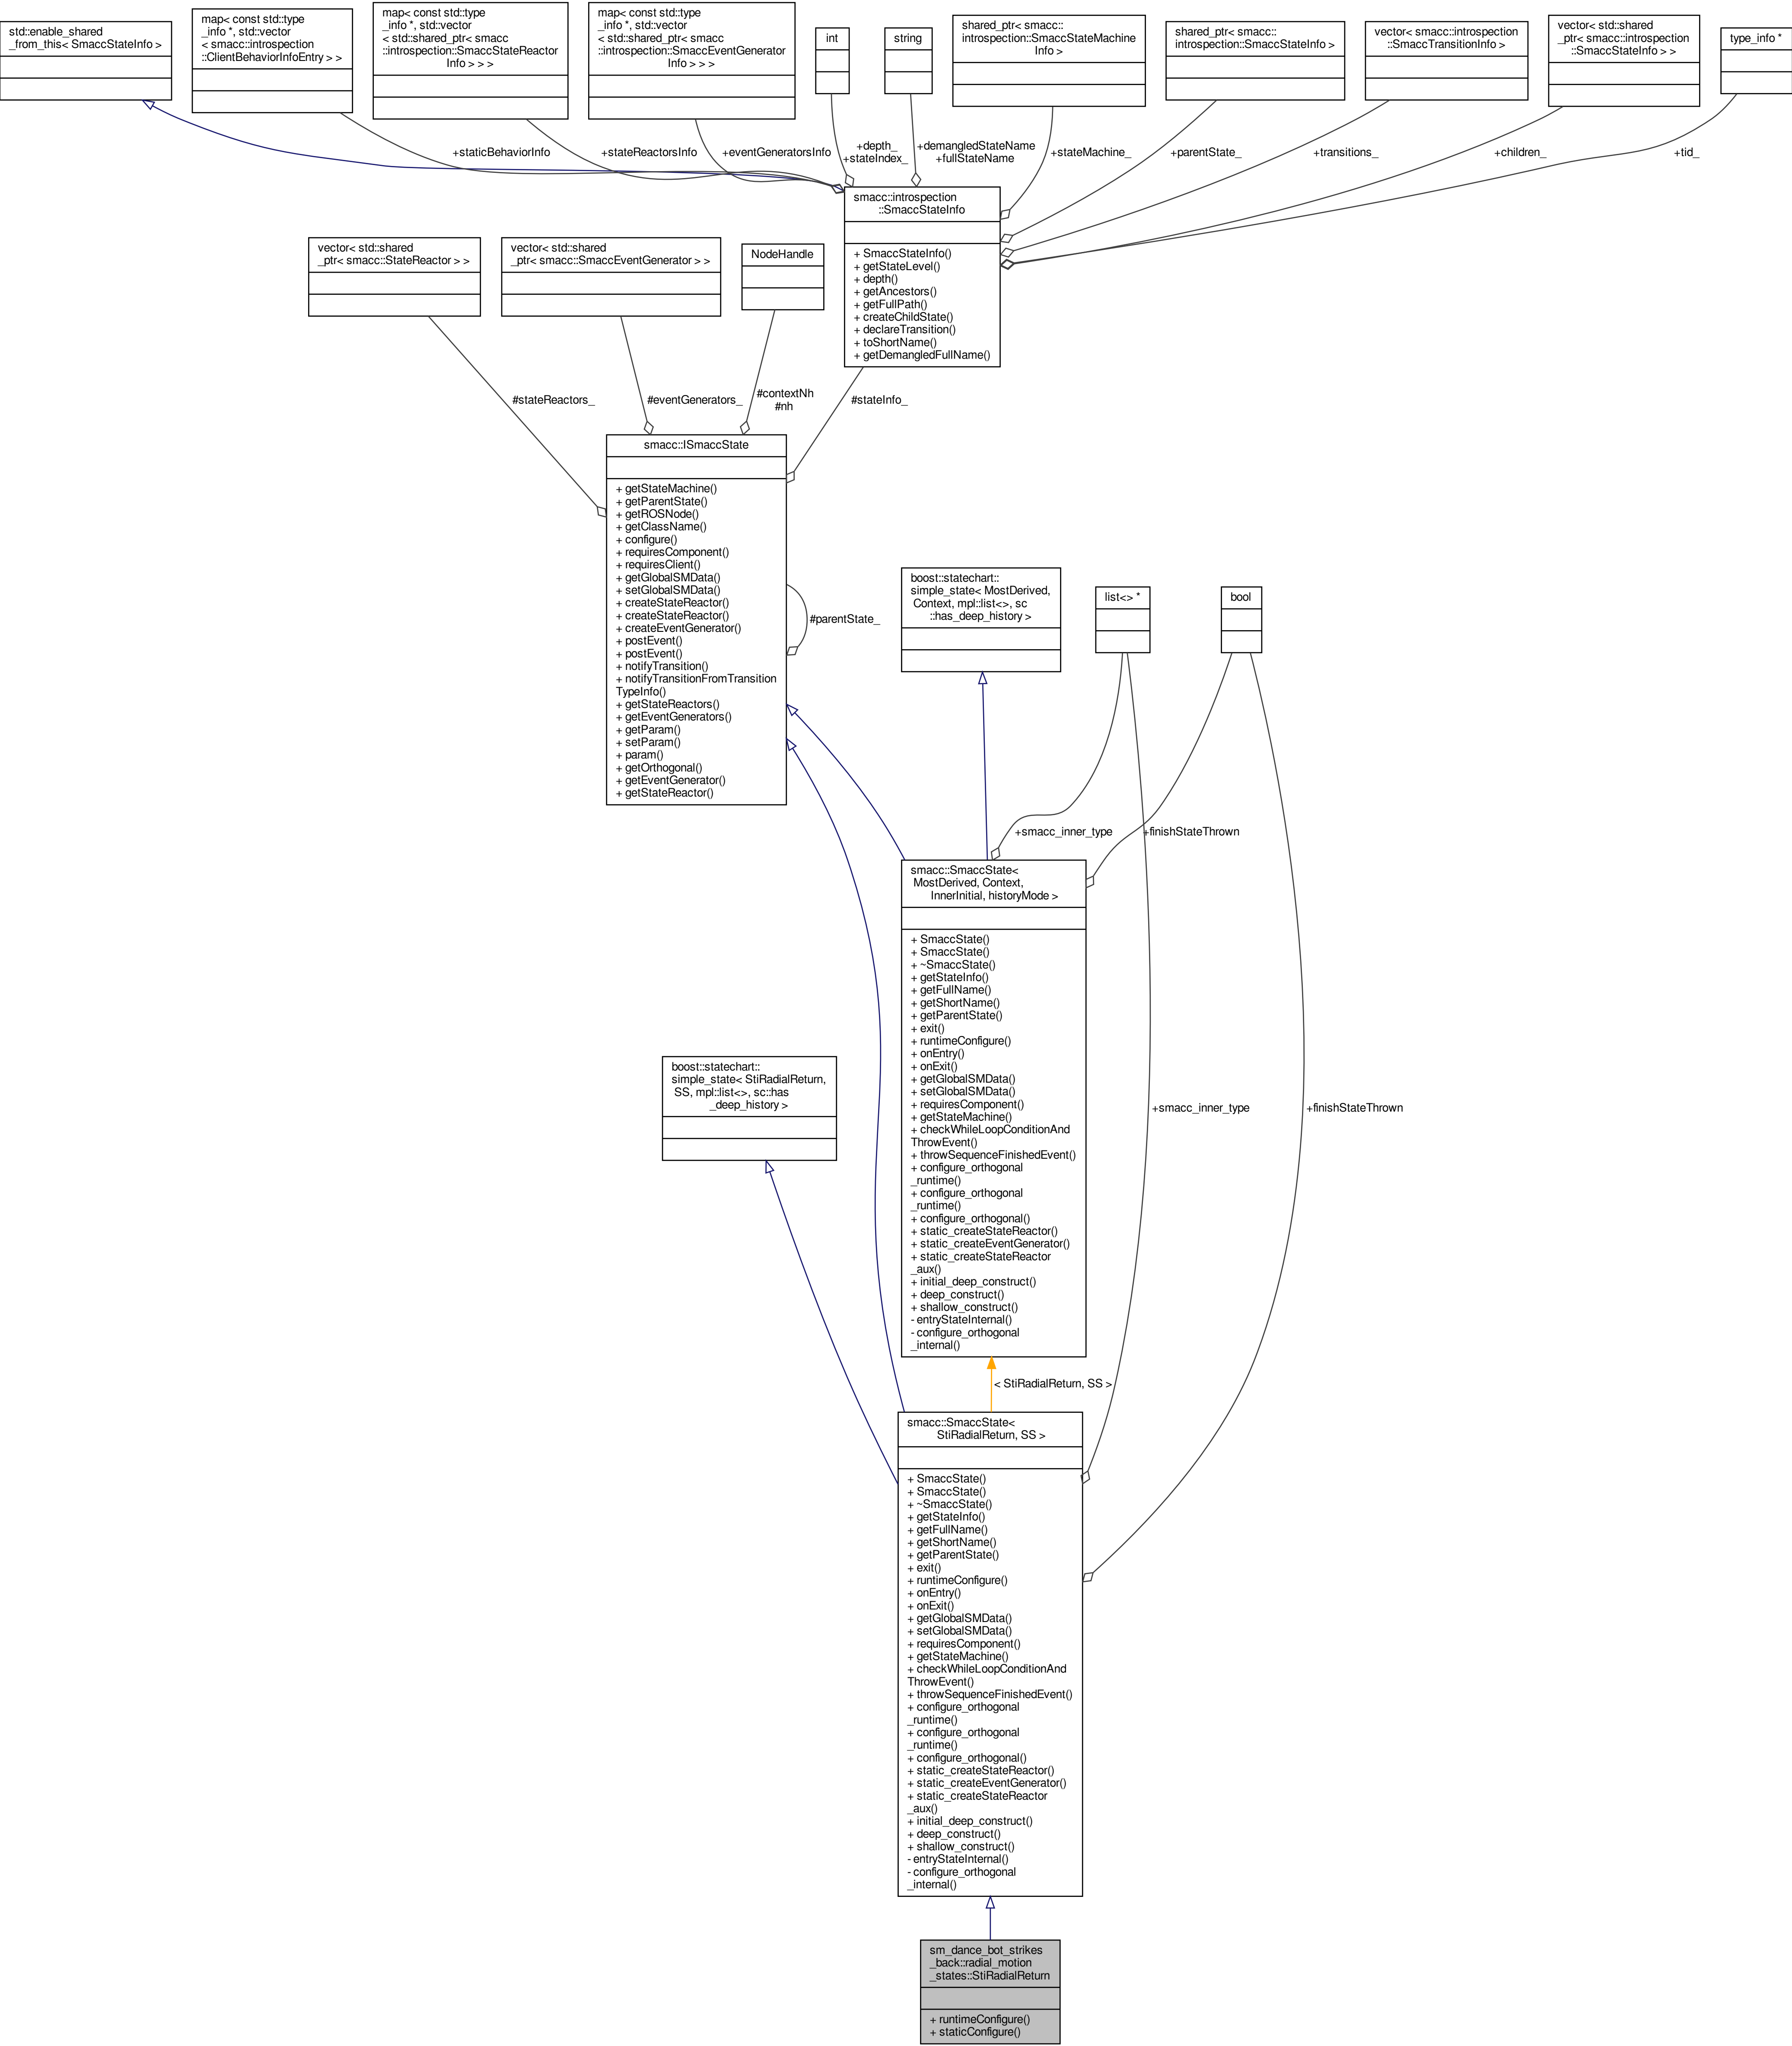 std::enable_shared
_from_this< SmaccStateInfo >
map< const std::type
_info *, std::vector
< smacc::introspection
::ClientBehaviorInfoEntry > >
map< const std::type
_info *, std::vector
< std::shared_ptr< smacc
::introspection::SmaccStateReactor
Info > > >
map< const std::type
_info *, std::vector
< std::shared_ptr< smacc
::introspection::SmaccEventGenerator
Info > > >
int
string
shared_ptr< smacc::
introspection::SmaccStateMachine
Info >
shared_ptr< smacc::
introspection::SmaccStateInfo >
vector< smacc::introspection
::SmaccTransitionInfo >
vector< std::shared
_ptr< smacc::introspection
::SmaccStateInfo > >
type_info *
+staticBehaviorInfo
+stateReactorsInfo
+eventGeneratorsInfo
+depth_
+stateIndex_
+demangledStateName
+fullStateName
+stateMachine_
+parentState_
+transitions_
+children_
+tid_
smacc::introspection
::SmaccStateInfo
+ SmaccStateInfo()
+ getStateLevel()
+ depth()
+ getAncestors()
+ getFullPath()
+ createChildState()
+ declareTransition()
+ toShortName()
+ getDemangledFullName()
vector< std::shared
_ptr< smacc::StateReactor > >
vector< std::shared
_ptr< smacc::SmaccEventGenerator > >
NodeHandle
#stateReactors_
#eventGenerators_
#contextNh
#nh
#stateInfo_
smacc::ISmaccState
+ getStateMachine()
+ getParentState()
+ getROSNode()
+ getClassName()
+ configure()
+ requiresComponent()
+ requiresClient()
+ getGlobalSMData()
+ setGlobalSMData()
+ createStateReactor()
+ createStateReactor()
+ createEventGenerator()
+ postEvent()
+ postEvent()
+ notifyTransition()
+ notifyTransitionFromTransition
TypeInfo()
+ getStateReactors()
+ getEventGenerators()
+ getParam()
+ setParam()
+ param()
+ getOrthogonal()
+ getEventGenerator()
+ getStateReactor()
#parentState_
boost::statechart::
simple_state< MostDerived,
Context, mpl::list<>, sc
::has_deep_history >
list<> *
bool
+smacc_inner_type
+finishStateThrown
smacc::SmaccState<
MostDerived, Context,
InnerInitial, historyMode >
+ SmaccState()
+ SmaccState()
+ ~SmaccState()
+ getStateInfo()
+ getFullName()
+ getShortName()
+ getParentState()
+ exit()
+ runtimeConfigure()
+ onEntry()
+ onExit()
+ getGlobalSMData()
+ setGlobalSMData()
+ requiresComponent()
+ getStateMachine()
+ checkWhileLoopConditionAnd
ThrowEvent()
+ throwSequenceFinishedEvent()
+ configure_orthogonal
_runtime()
+ configure_orthogonal
_runtime()
+ configure_orthogonal()
+ static_createStateReactor()
+ static_createEventGenerator()
+ static_createStateReactor
_aux()
+ initial_deep_construct()
+ deep_construct()
+ shallow_construct()
- entryStateInternal()
- configure_orthogonal
_internal()
boost::statechart::
simple_state< StiRadialReturn,
SS, mpl::list<>, sc::has
_deep_history >
+smacc_inner_type
+finishStateThrown
< StiRadialReturn, SS >
smacc::SmaccState<
StiRadialReturn, SS >
+ SmaccState()
+ SmaccState()
+ ~SmaccState()
+ getStateInfo()
+ getFullName()
+ getShortName()
+ getParentState()
+ exit()
+ runtimeConfigure()
+ onEntry()
+ onExit()
+ getGlobalSMData()
+ setGlobalSMData()
+ requiresComponent()
+ getStateMachine()
+ checkWhileLoopConditionAnd
ThrowEvent()
+ throwSequenceFinishedEvent()
+ configure_orthogonal
_runtime()
+ configure_orthogonal
_runtime()
+ configure_orthogonal()
+ static_createStateReactor()
+ static_createEventGenerator()
+ static_createStateReactor
_aux()
+ initial_deep_construct()
+ deep_construct()
+ shallow_construct()
- entryStateInternal()
- configure_orthogonal
_internal()
sm_dance_bot_strikes
_back::radial_motion
_states::StiRadialReturn
+ runtimeConfigure()
+ staticConfigure()